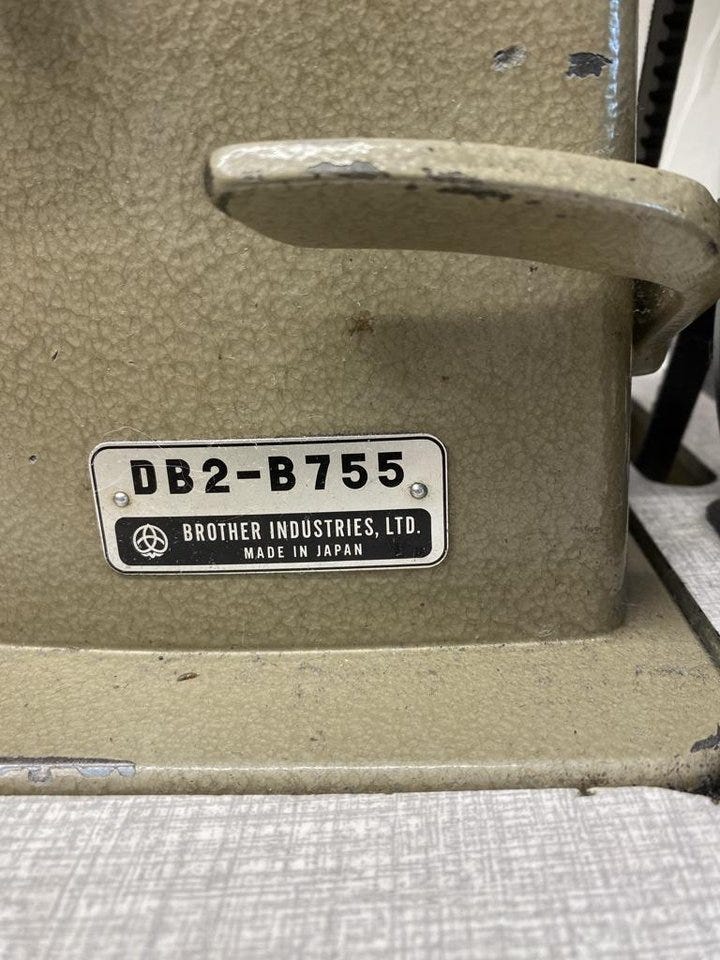 DB2-B755
BROTHER INDUSTRIES, LTD.
MADE IN JAPAN